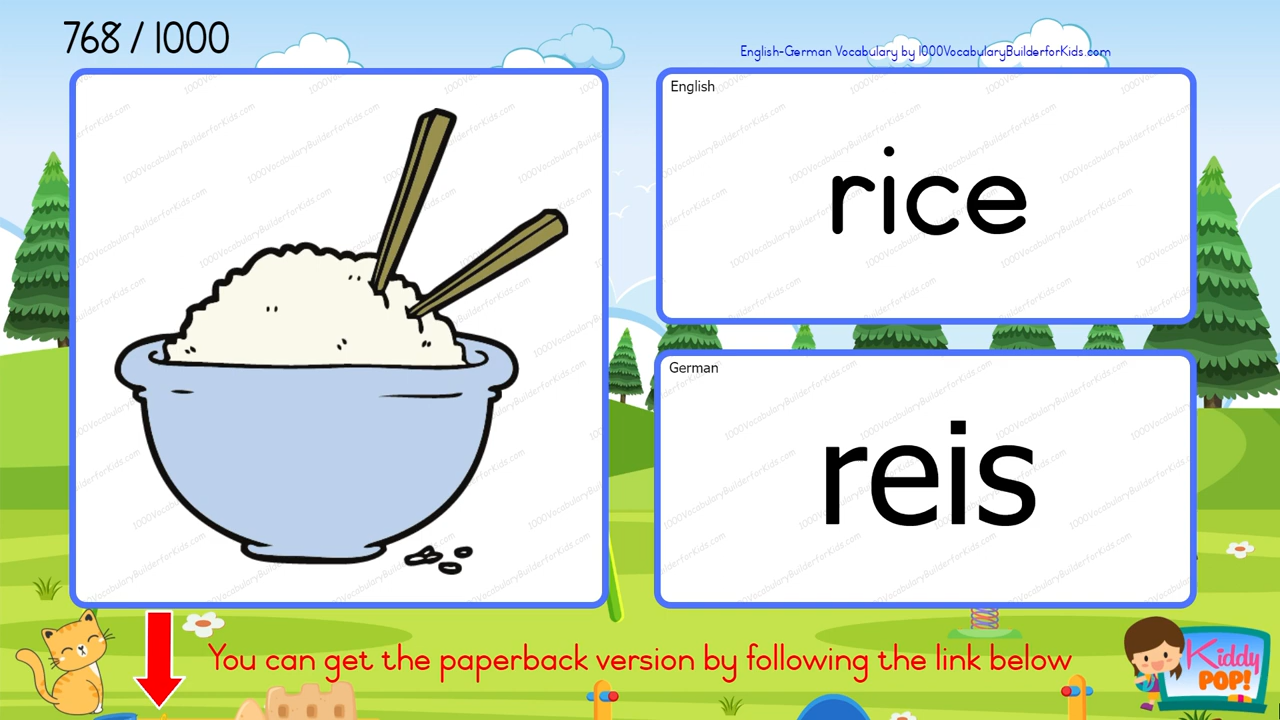 768 / 1000
English-German Vocabulary by 1000VocabularyBuilderforKids.com
English
rice
German
reis
You can get the paperback version by following the link below
Kiddy
POP!